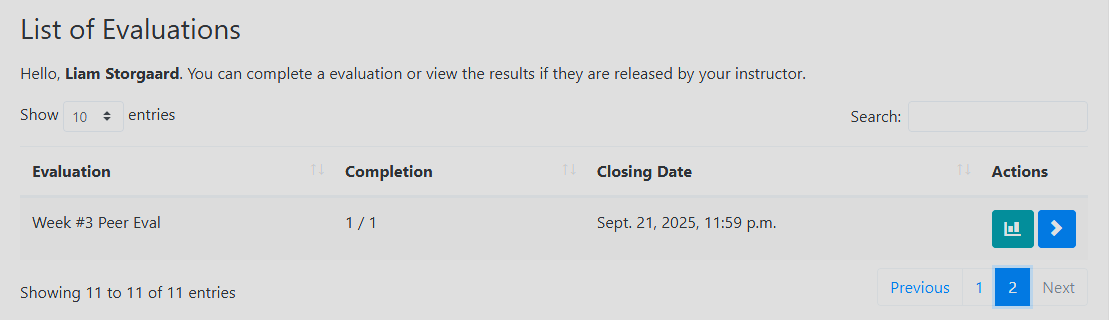 List of Evaluations
Hello, Liam Storgaard. You can complete a evaluation or view the results if they are released by your instructor.
Show 10 entries Search:
Evaluation Completion Closing Date Actions
Week #3 Peer Eval 1 / 1 Sept. 21, 2025, 11:59 p.m.
Showing 11 to 11 of 11 entries Previous 1 2 Next